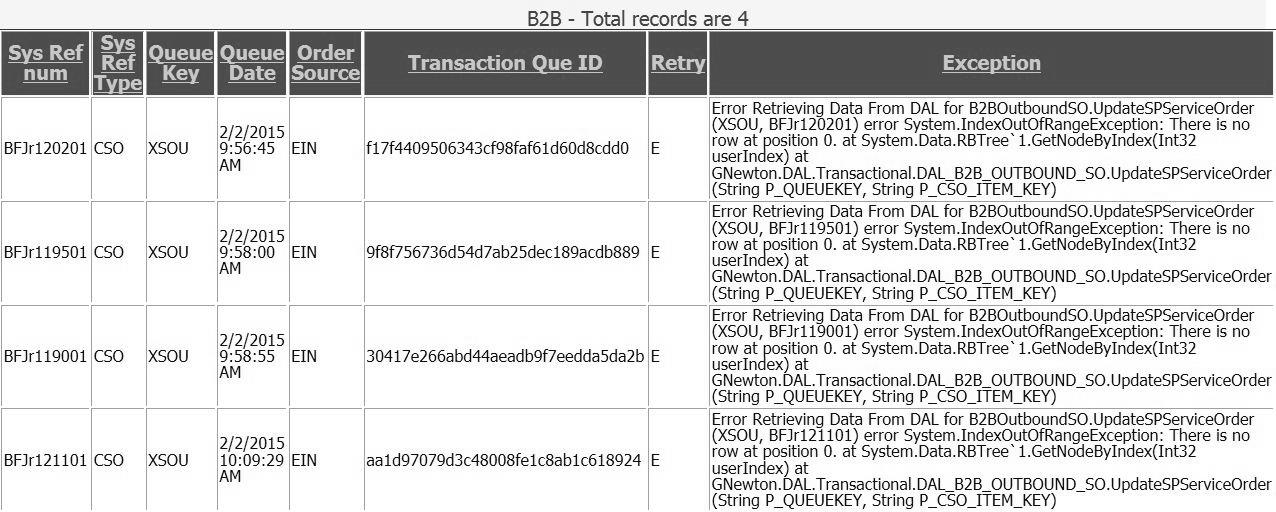 B2B - Total records are 4
Sys Ref num Sys Ref Type Queue Key Queue Date Order Source Transaction Que ID Retry Exception
BFJr120201 CSO XSOU 2/2/2015 9:56:45 AM EIN f17f4409506343cf98faf61d60d8cdd0 E
Error Retrieving Data From DAL for B2BOutboundSO.UpdateSPServiceOrder
(XSOU, BFJr120201) error System.IndexOutOfRangeException: There is no
row at position 0. at System.Data.RBTree`1.GetNodeByIndex(Int32
userIndex) at
GNewton.DAL.Transactional.DAL_B2B_OUTBOUND_SO.UpdateSPServiceOrder
(String P_QUEUEKEY, String P_CSO_ITEM_KEY)
BFJr119501 CSO XSOU 2/2/2015 9:58:00 AM EIN 9f8f756736d54d7ab25dec189acdb889 E
Error Retrieving Data From DAL for B2BOutboundSO.UpdateSPServiceOrder
(XSOU, BFJr119501) error System.IndexOutOfRangeException: There is no
row at position 0. at System.Data.RBTree`1.GetNodeByIndex(Int32
userIndex) at
GNewton.DAL.Transactional.DAL_B2B_OUTBOUND_SO.UpdateSPServiceOrder
(String P_QUEUEKEY, String P_CSO_ITEM_KEY)
BFJr119001 CSO XSOU 2/2/2015 9:58:55 AM EIN 30417e266abd44aeadb9f7eedda5da2b E
Error Retrieving Data From DAL for B2BOutboundSO.UpdateSPServiceOrder
(XSOU, BFJr119001) error System.IndexOutOfRangeException: There is no
row at position 0. at System.Data.RBTree`1.GetNodeByIndex(Int32
userIndex) at
GNewton.DAL.Transactional.DAL_B2B_OUTBOUND_SO.UpdateSPServiceOrder
(String P_QUEUEKEY, String P_CSO_ITEM_KEY)
BFJr121101 CSO XSOU 2/2/2015 10:09:29 AM EIN aa1d97079d3c48008fe1c8ab1c618924 E
Error Retrieving Data From DAL for B2BOutboundSO.UpdateSPServiceOrder
(XSOU, BFJr121101) error System.IndexOutOfRangeException: There is no
row at position 0. at System.Data.RBTree`1.GetNodeByIndex(Int32
userIndex) at
GNewton.DAL.Transactional.DAL_B2B_OUTBOUND_SO.UpdateSPServiceOrder
(String P_QUEUEKEY, String P_CSO_ITEM_KEY)